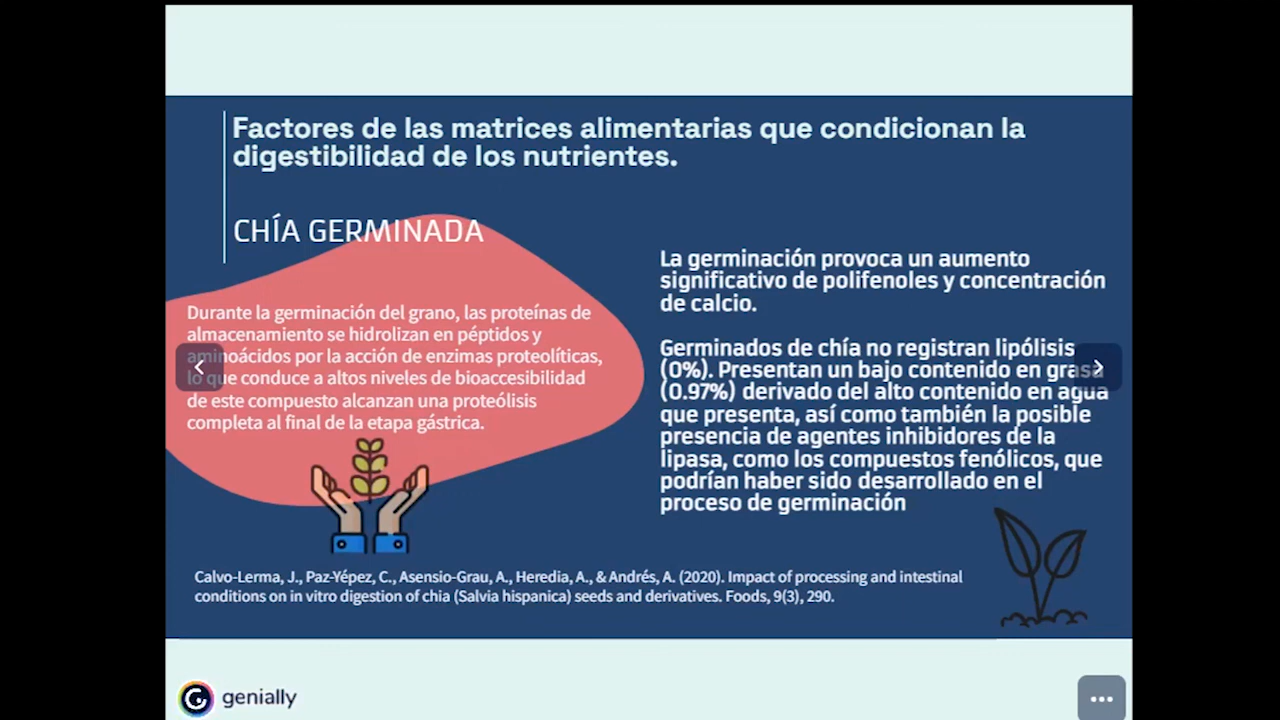 Factores de las matrices alimentarias que condicionan la
digestibilidad de los nutrientes.
CHÍA GERMINADA
Durante la germinación del grano, las proteínas de
almacenamiento se hidrolizan en péptidos y
aminoácidos por la acción de enzimas proteolíticas,
lo que conduce a altos niveles de bioaccesibilidad
de este compuesto alcanzan una proteólisis
completa al final de la etapa gástrica.
La germinación provoca un aumento
significativo de polifenoles y concentración
de calcio.
Germinados de chía no registran lipólisis
(0%). Presentan un bajo contenido en grasa
(0.97%) derivado del alto contenido en agua
que presenta, así como también la posible
presencia de agentes inhibidores de la
lipasa, como los compuestos fenólicos, que
podrían haber sido desarrollado en el
proceso de germinación
Calvo-Lerma, J., Paz-Yépez, C., Asensio-Grau, A., Heredia, A., & Andrés, A. (2020). Impact of processing and intestinal
conditions on in vitro digestion of chia (Salvia hispanica) seeds and derivatives. Foods, 9(3), 290.
genially